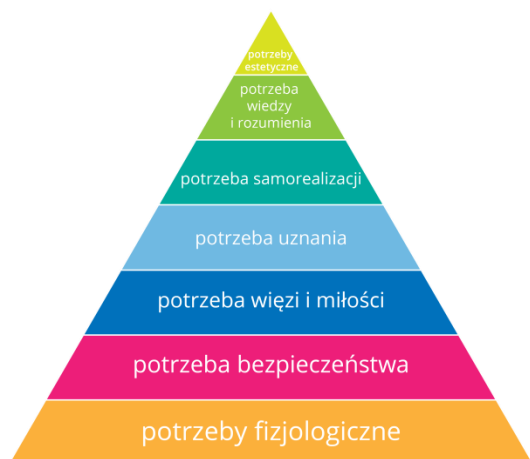 potrzeby
estetyczne
potrzeba
wiedzy
i rozumienia
potrzeba samorealizacji
potrzeba uznania
potrzeba więzi i miłości
potrzeba bezpieczeństwa
potrzeby fizjologiczne